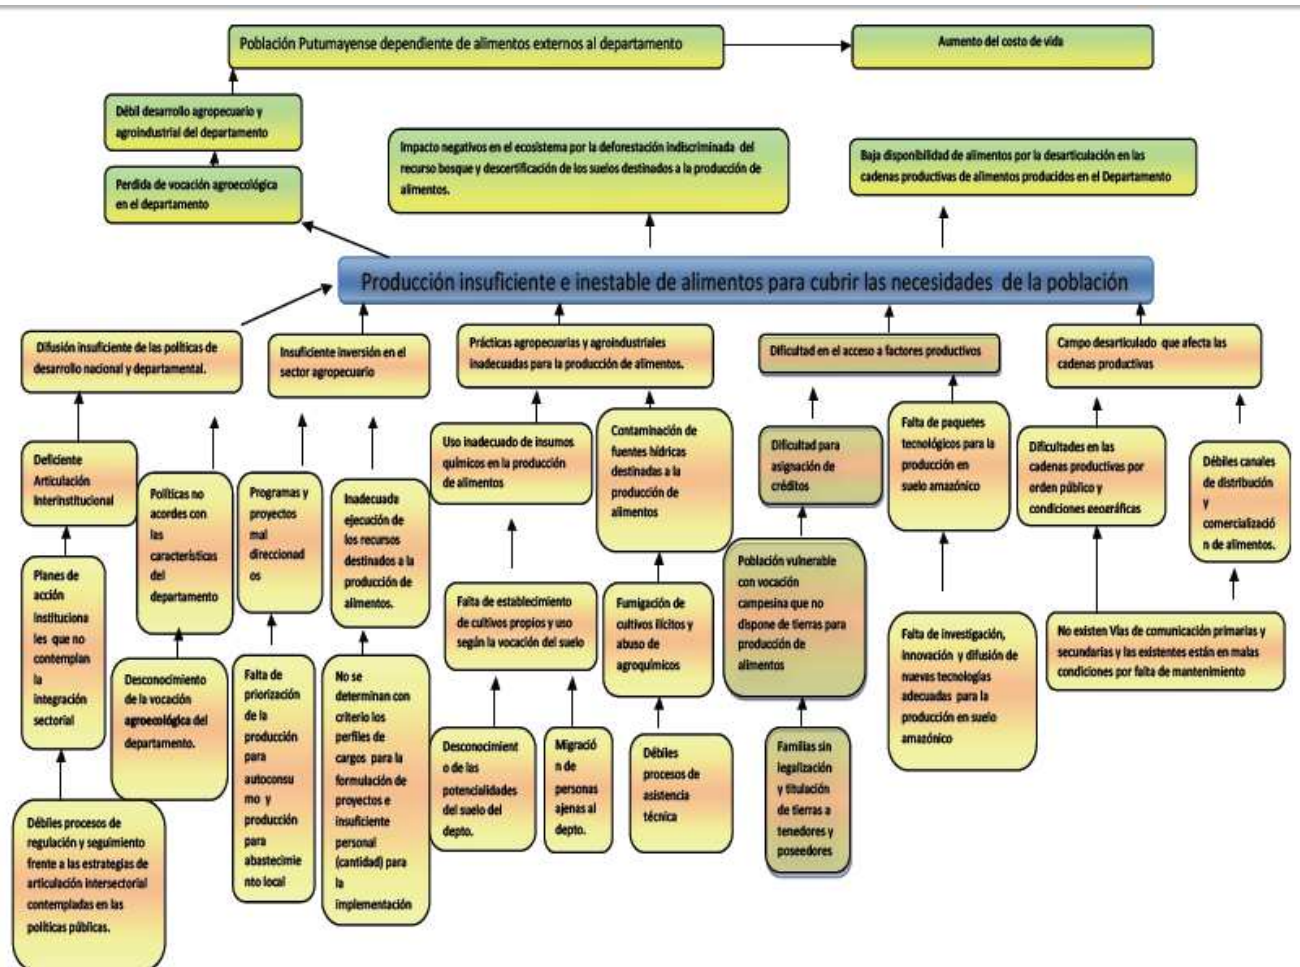 Población Putumayense dependiente de alimentos externos al departamento
Aumento del costo de vida
Débil desarrollo agropecuario y
agroindustrial del departamento
Impacto negativos en el ecosistema por la deforestación indiscriminada del
recurso bosque y descertificación de los suelos destinados a la producción de
alimentos.
Baja disponibilidad de alimentos por la desarticulación en las
cadenas productivas de alimentos producidos en el Departamento
Perdida de vocación agroecológica
en el departamento
Producción insuficiente e inestable de alimentos para cubrir las necesidades de la población
Difusión insuficiente de las políticas de
desarrollo nacional y departamental.
Insuficiente inversión en el
sector agropecuario
Prácticas agropecuarias y agroindustriales
inadecuadas para la producción de alimentos.
Dificultad en el acceso a factores productivos
Campo desarticulado que afecta las
cadenas productivas
Deficiente
Articulación
Interinstitucional
Políticas no
acordes con
las
características
del
departamento
Programas y
proyectos
mal
direccionad
os
Inadecuada
ejecución de
los recursos
destinados a la
producción de
alimentos.
Uso inadecuado de insumos
químicos en la producción
de alimentos
Contaminación de
fuentes hídricas
destinadas a la
producción de
alimentos
Dificultad para
asignación de
créditos
Falta de paquetes
tecnológicos para la
producción en
suelo amazónico
Dificultades en las
cadenas productivas por
orden público y
condiciones geográficas
Débiles canales
de distribución
y
comercializació
n de alimentos.
Planes de
acción
Instituciona
les que no
contemplan
la
integración
sectorial
Desconocimiento
de la vocación
agroecológica del
departamento.
Falta de
priorización
de la
producción
para
autoconsu
mo y
producción
para
abastecimie
nto local
No se
determinan con
criterio los
perfiles de
cargos para la
formulación de
proyectos e
insuficiente
personal
(cantidad) para
la
implementación
Falta de establecimiento
de cultivos propios y uso
según la vocación del suelo
Fumigación de
cultivos ilícitos y
abuso de
agroquímicos
Población vulnerable
con vocación
campesina que no
dispone de tierras para
producción de
alimentos
Falta de investigación,
innovación y difusión de
nuevas tecnologías
adecuadas para la
producción en suelo
amazónico
No existen Vías de comunicación primarias y
secundarias y las existentes están en malas
condiciones por falta de mantenimiento
Débiles procesos de
regulación y seguimiento
frente a las estrategias de
articulación intersectorial
contempladas en las
políticas públicas.
Desconocimient
o de las
potencialidades
del suelo del
depto.
Migració
n de
personas
ajenas al
depto.
Débiles
procesos de
asistencia
técnica
Familias sin
legalización
y titulación
de tierras a
tenedores y
poseedores